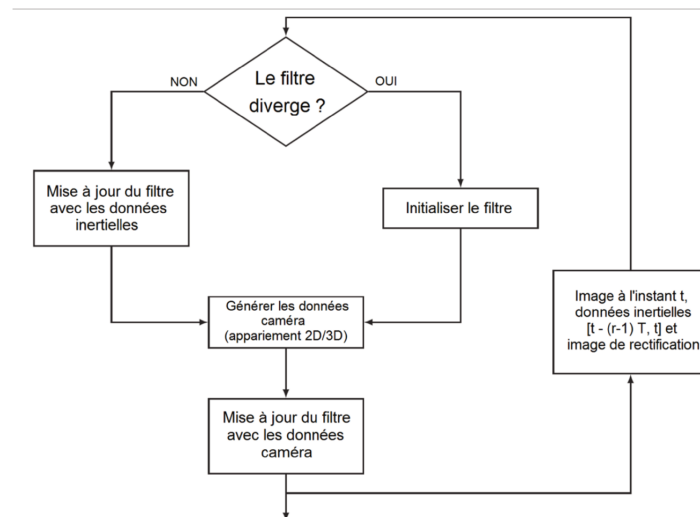 Le filtre
diverge ?
NON
OUI
Mise à jour du filtre
avec les données
inertielles
Initialiser le filtre
Générer les données
caméra
(appariement 2D/3D)
Image à l'instant t,
données inertielles
[t - (r-1) T, t] et
image de rectification
Mise à jour du filtre
avec les données
caméra